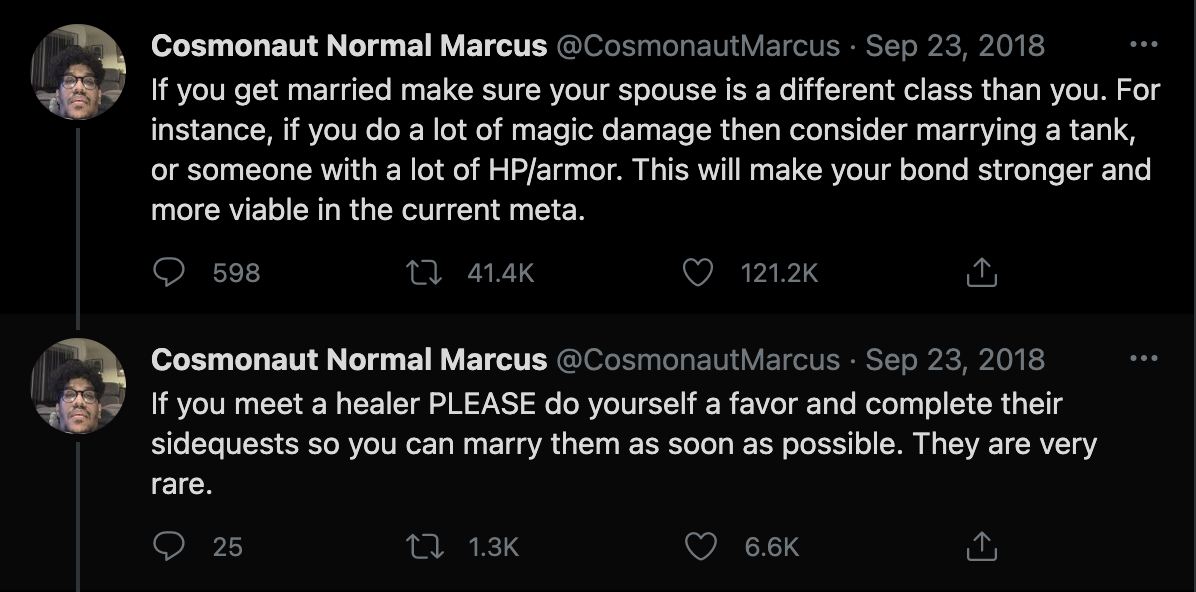 Cosmonaut Normal Marcus @CosmonautMarcus · Sep 23, 2018
If you get married make sure your spouse is a different class than you. For
instance, if you do a lot of magic damage then consider marrying a tank,
or someone with a lot of HP/armor. This will make your bond stronger and
more viable in the current meta.
598 41.4K 121.2K
Cosmonaut Normal Marcus @CosmonautMarcus · Sep 23, 2018
If you meet a healer PLEASE do yourself a favor and complete their
sidequests so you can marry them as soon as possible. They are very
rare.
25 1.3K 6.6K